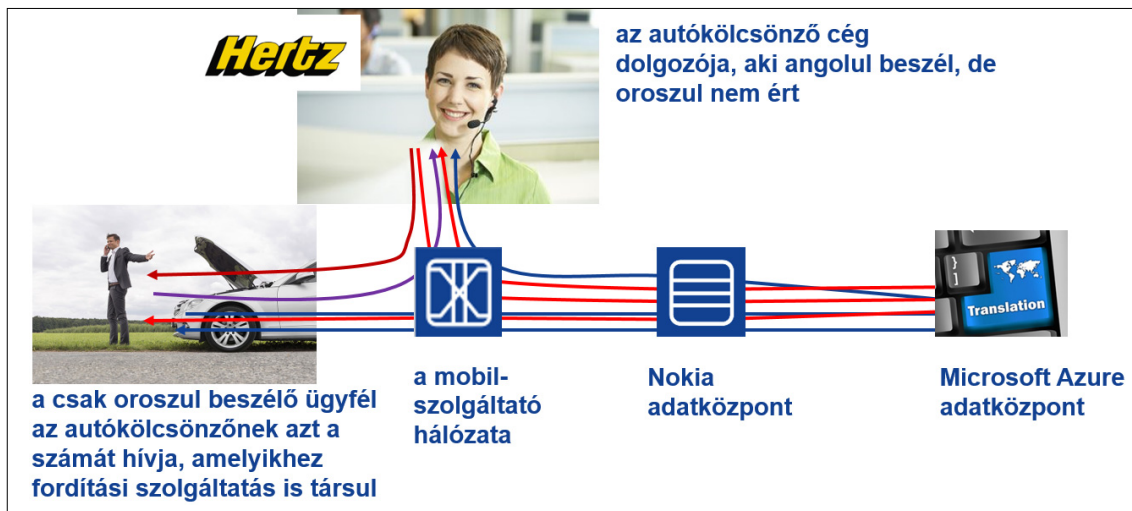 Hertz
az autókölcsönző cég
dolgozója, aki angolul beszél, de
oroszul nem ért
}
]
{
[
Translation
a csak oroszul beszélő ügyfél
az autókölcsönzőnek azt a
számát hívja, amelyikhez
fordítási szolgáltatás is társul
a mobil-
szolgáltató
hálózata
Nokia
adatközpont
Microsoft Azure
adatközpont